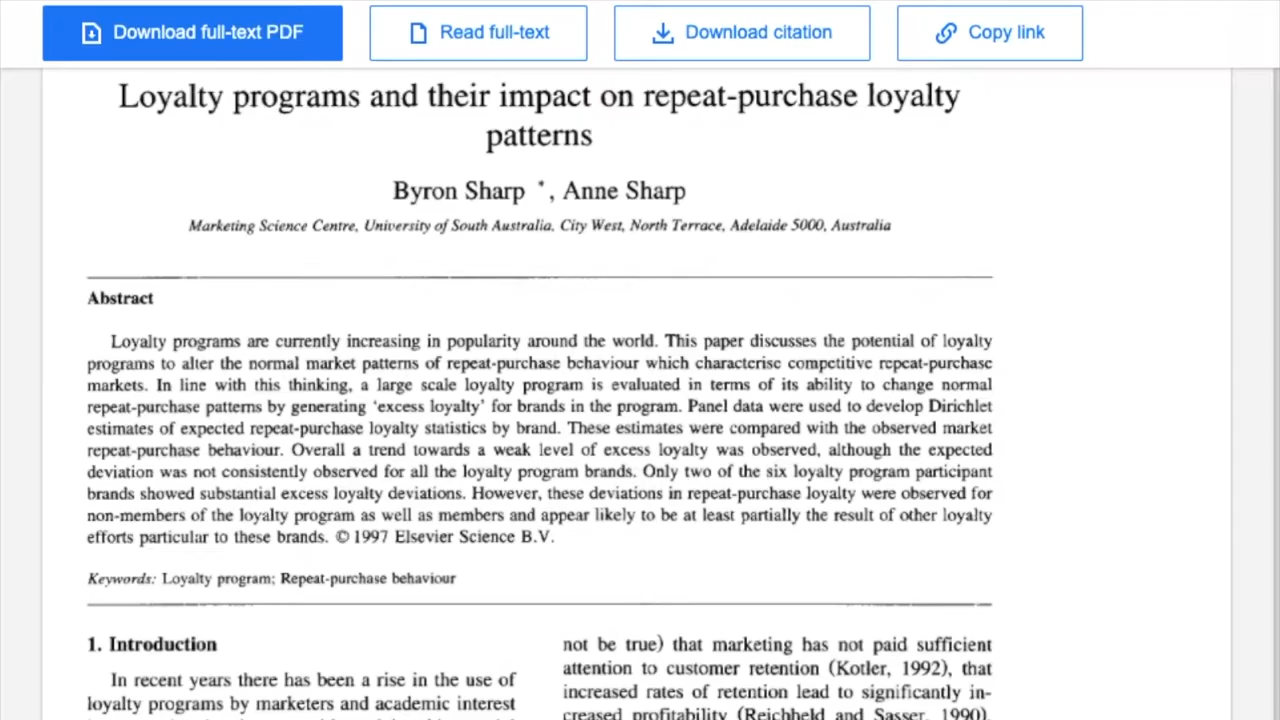 Download full-text PDF
Read full-text
Download citation
Copy link
Loyalty programs and their impact on repeat-purchase loyalty
patterns
Byron Sharp *, Anne Sharp
Marketing Science Centre, University of South Australia, City West, North Terrace, Adelaide 5000, Australia
Abstract
Loyalty programs are currently increasing in popularity around the world. This paper discusses the potential of loyalty
programs to alter the normal market patterns of repeat-purchase behaviour which characterise competitive repeat-purchase
markets. In line with this thinking, a large scale loyalty program is evaluated in terms of its ability to change normal
repeat-purchase patterns by generating 'excess loyalty' for brands in the program. Panel data were used to develop Dirichlet
estimates of expected repeat-purchase loyalty statistics by brand. These estimates were compared with the observed market
repeat-purchase behaviour. Overall a trend towards a weak level of excess loyalty was observed, although the expected
deviation was not consistently observed for all the loyalty program brands. Only two of the six loyalty program participant
brands showed substantial excess loyalty deviations. However, these deviations in repeat-purchase loyalty were observed for
non-members of the loyalty program as well as members and appear likely to be at least partially the result of other loyalty
efforts particular to these brands. © 1997 Elsevier Science B.V.
Keywords: Loyalty program; Repeat-purchase behaviour
1. Introduction
In recent years there has been a rise in the use of
loyalty programs by marketers and academic interest
not be true) that marketing has not paid sufficient
attention to customer retention (Kotler, 1992), that
increased rates of retention lead to significantly in-
creased profitability (Reichheld and Sasser, 1990),